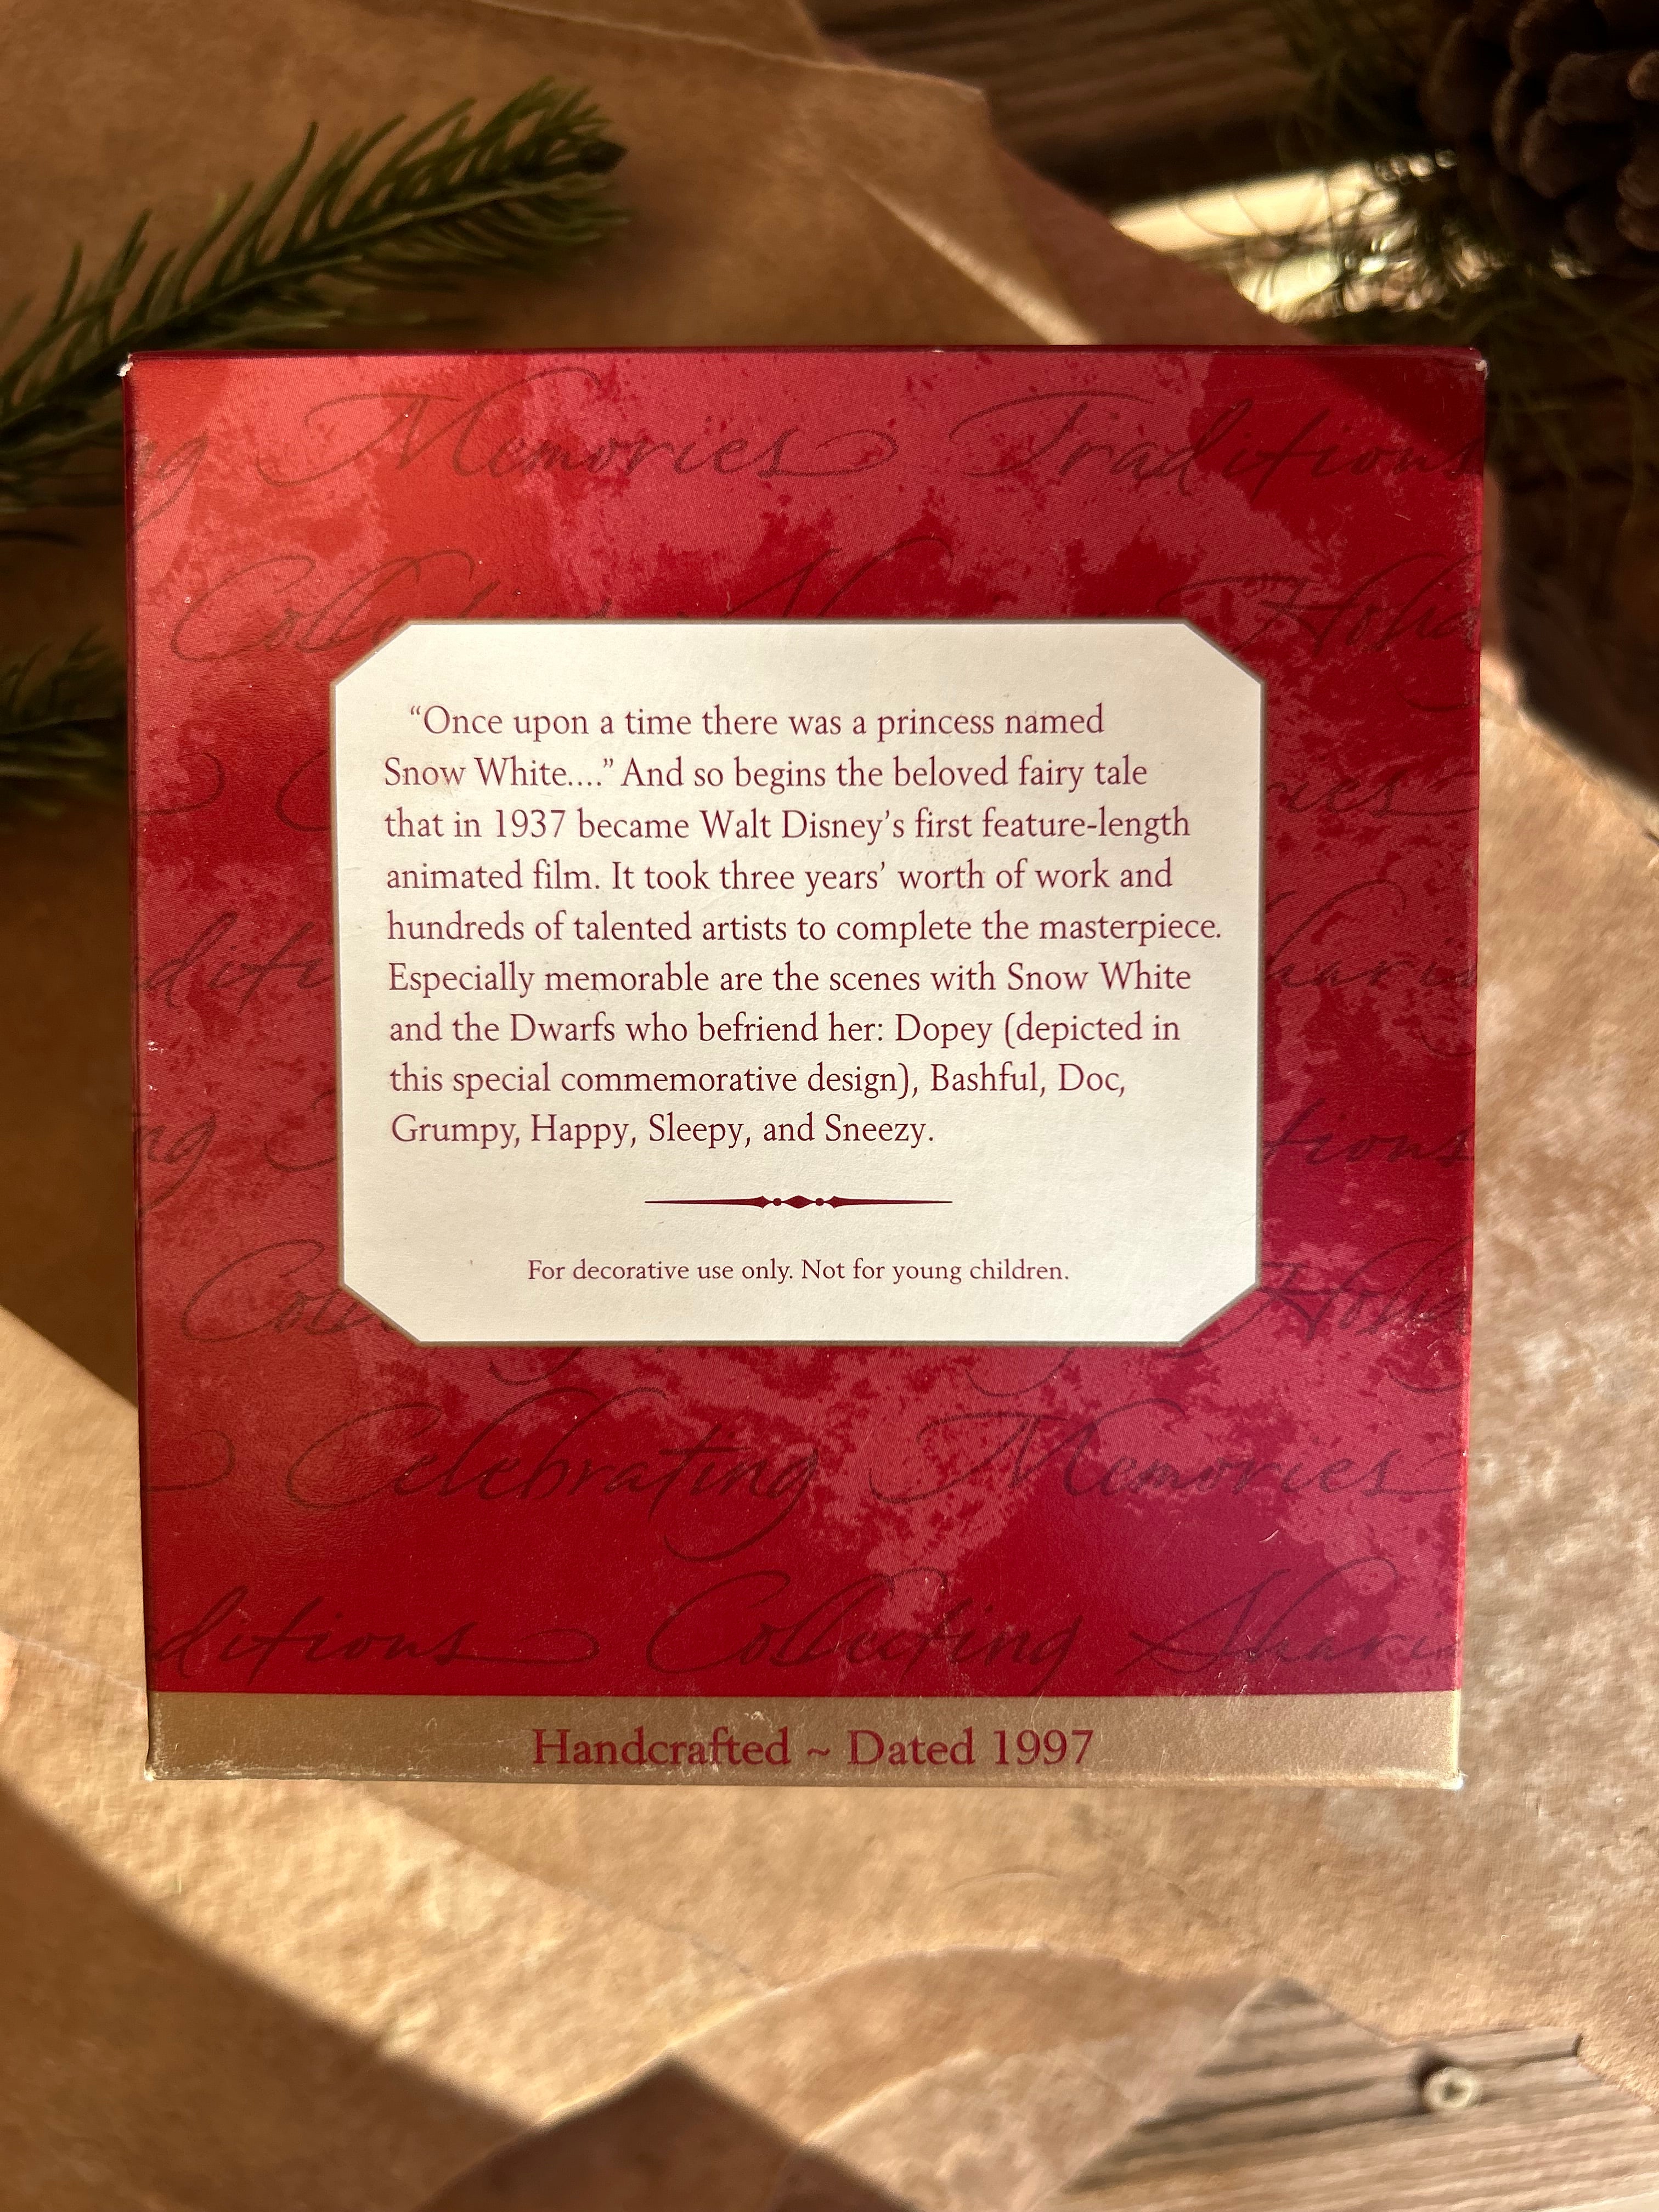 Memories Traditions
“Once upon a time there was a princess named
Snow White....” And so begins the beloved fairy tale
that in 1937 became Walt Disney’s first feature-length
animated film. It took three years’ worth of work and
hundreds of talented artists to complete the masterpiece.
Especially memorable are the scenes with Snow White
and the Dwarfs who befriend her: Dopey (depicted in
this special commemorative design), Bashful, Doc,
Grumpy, Happy, Sleepy, and Sneezy.
For decorative use only. Not for young children.
Celebrating Memories
ditions Collecting Sharin
Handcrafted ~ Dated 1997